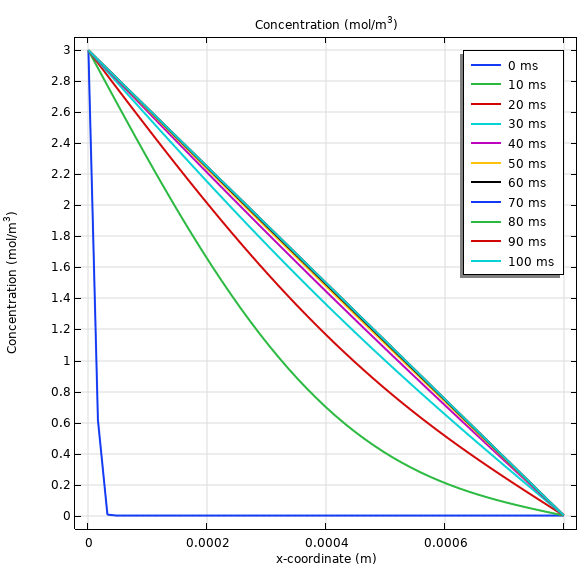 Concentration (mol/m³)
Concentration (mol/m³)
3
2.8
2.6
2.4
2.2
2
1.8
1.6
1.4
1.2
1
0.8
0.6
0.4
0.2
0
0 ms
10 ms
20 ms
30 ms
40 ms
50 ms
60 ms
70 ms
80 ms
90 ms
100 ms
0 0.0002 0.0004 0.0006
x-coordinate (m)